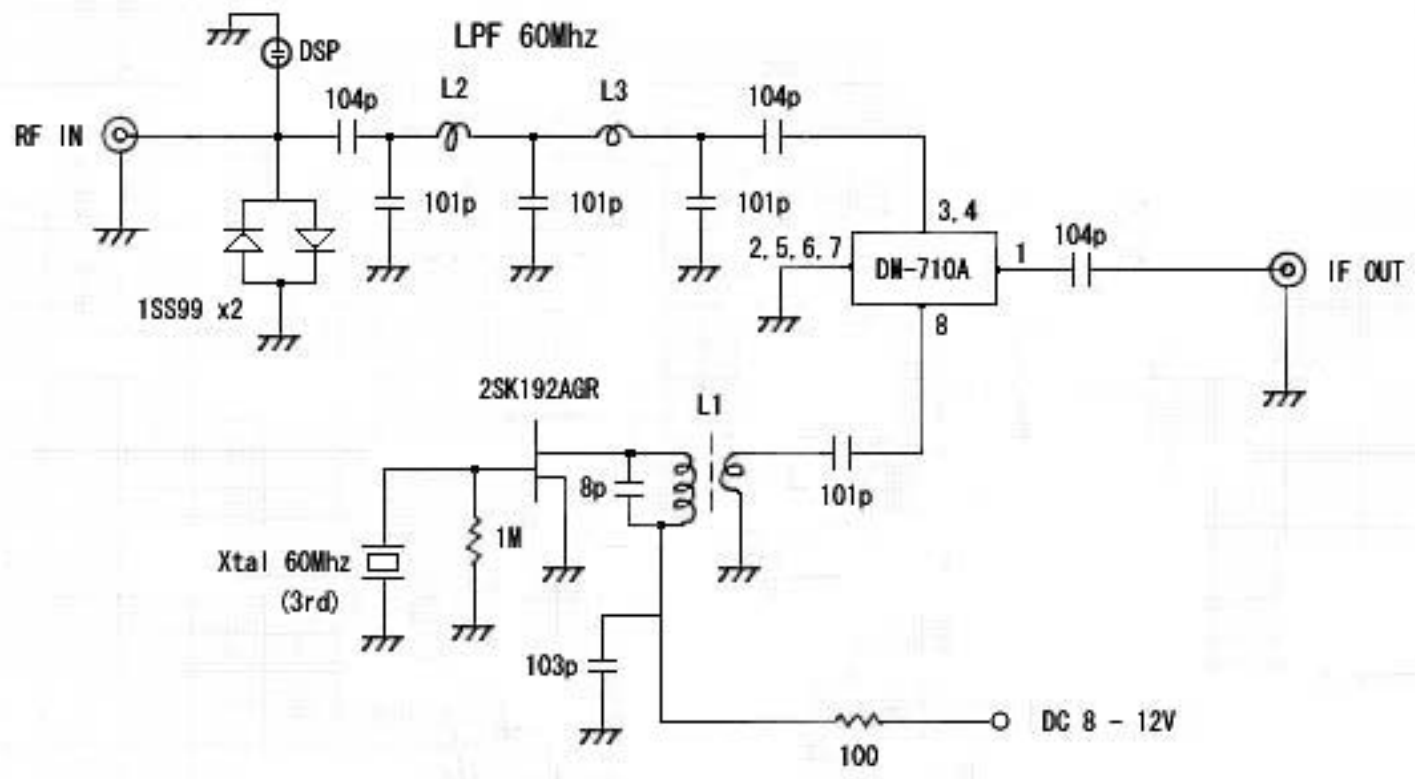 DSP
LPF 60Mhz
104p
L2
L3
104p
RF IN
101p
101p
101p
3, 4
2, 5, 6, 7
DM-710A
1
104p
IF OUT
8
1SS99 x2
2SK192AGR
L1
8p
101p
1M
Xtal 60Mhz
(3rd)
103p
DC 8 - 12V
100